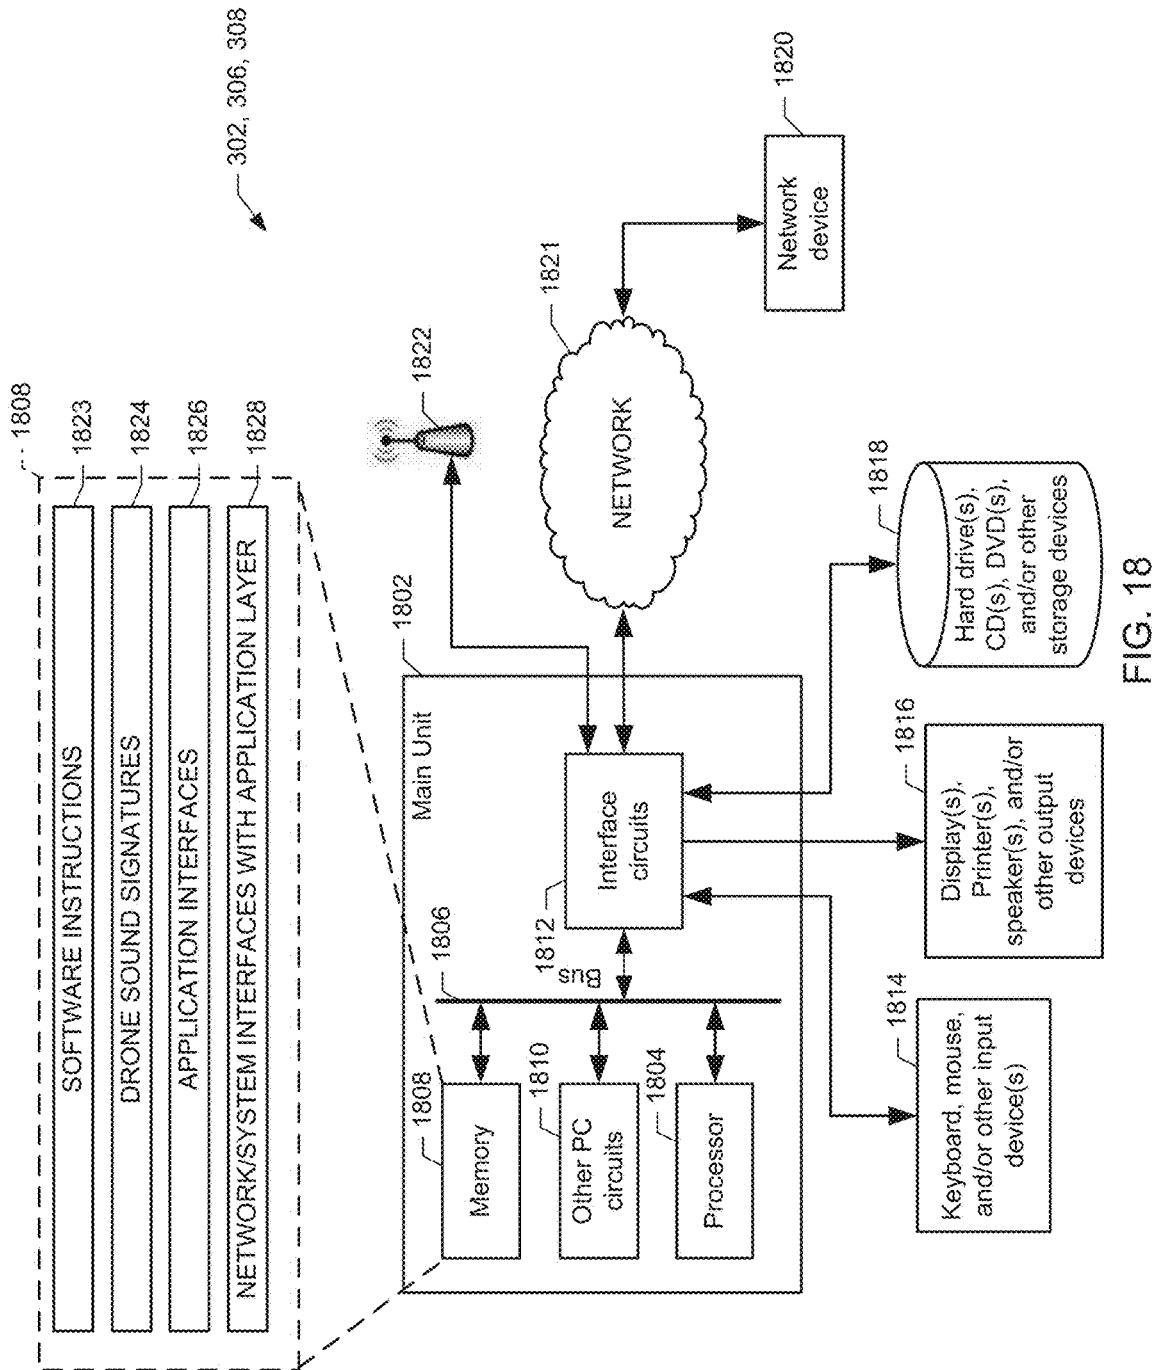 1808
302, 306, 308
SOFTWARE INSTRUCTIONS
1823
DRONE SOUND SIGNATURES
1824
APPLICATION INTERFACES
1826
NETWORK/SYSTEM INTERFACES WITH APPLICATION LAYER
1828
1822
1802
Main Unit
1808
Memory
1806
Bus
1810
Other PC
circuits
1804
Processor
1812
Interface
circuits
1821
NETWORK
1820
Network
device
1814
Keyboard, mouse,
and/or other input
device(s)
1816
Display(s),
Printer(s),
speaker(s), and/or
other output
devices
1818
Hard drive(s),
CD(s), DVD(s),
and/or other
storage devices
FIG. 18